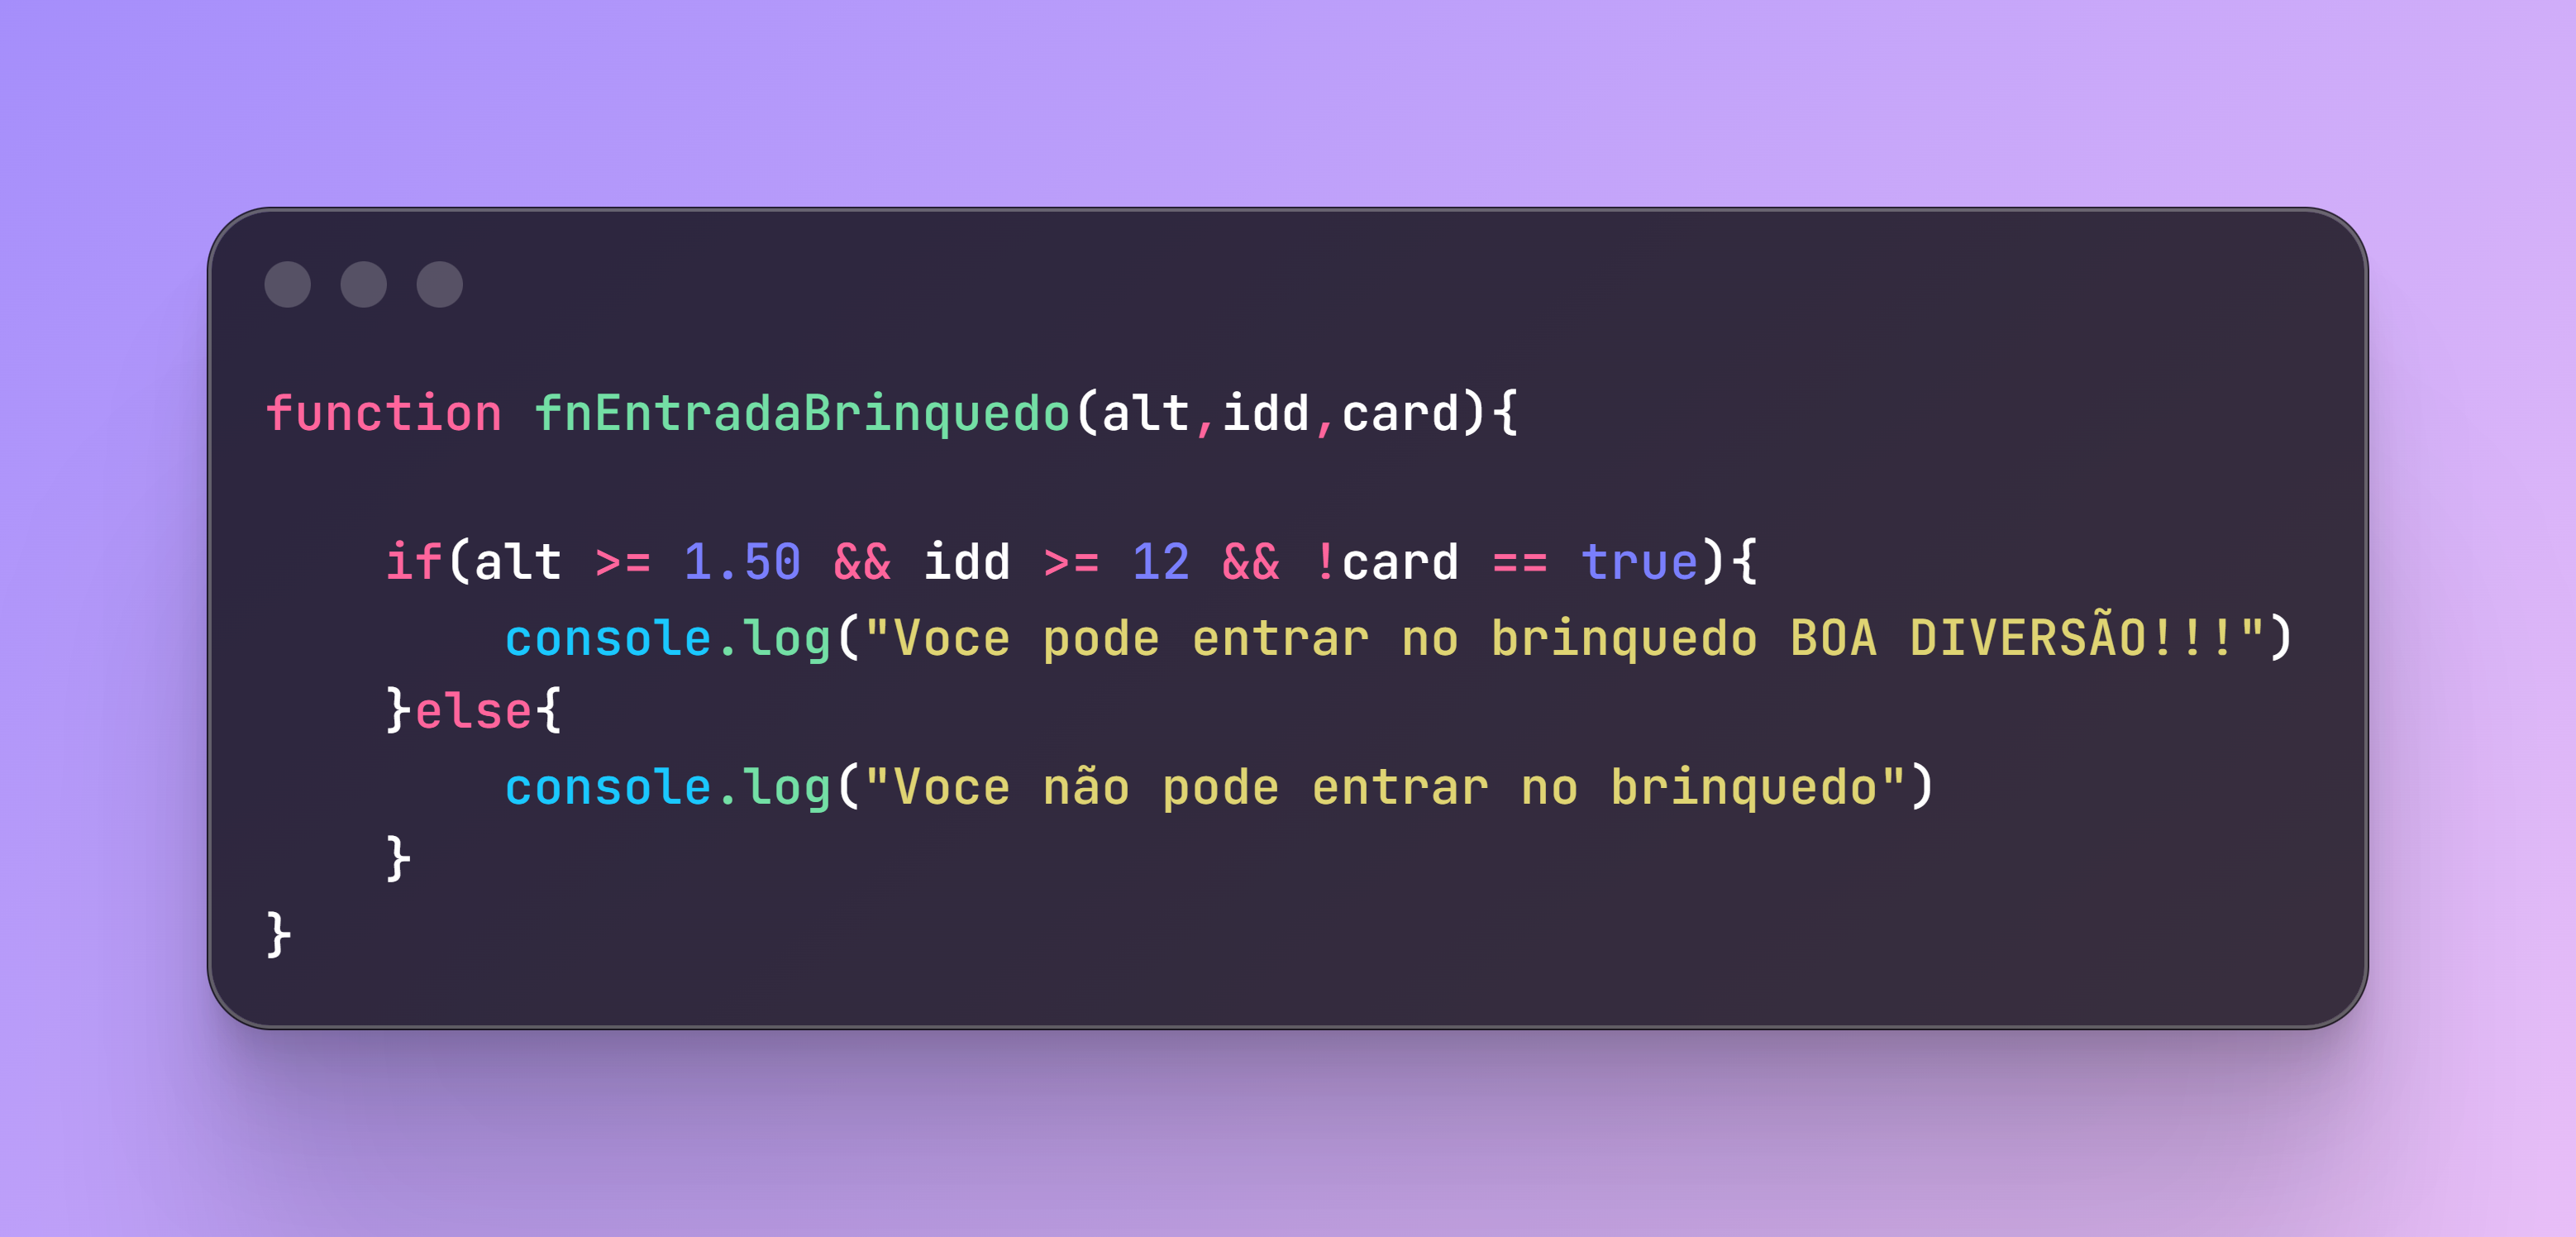 function fnEntradaBrinquedo(alt,idd,card){
if(alt >= 1.50 && idd >= 12 && !card == true){
console.log("Voce pode entrar no brinquedo BOA DIVERSÃO!!!")
}else{
console.log("Voce não pode entrar no brinquedo")
}
}